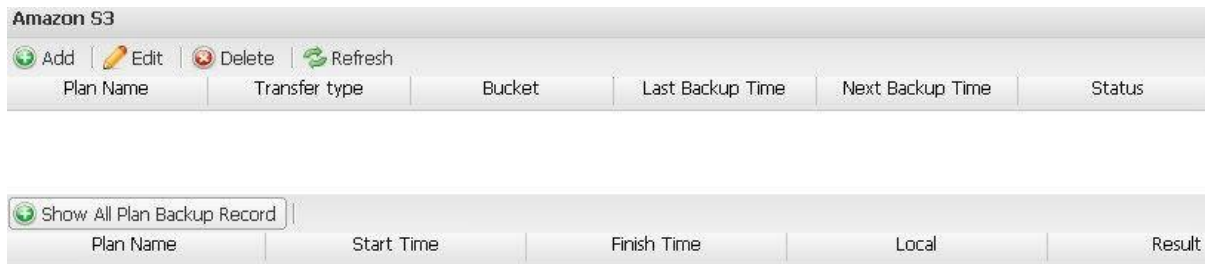 Amazon S3
Add Edit Delete Refresh
Plan Name Transfer type Bucket Last Backup Time Next Backup Time Status
Show All Plan Backup Record
Plan Name Start Time Finish Time Local Result